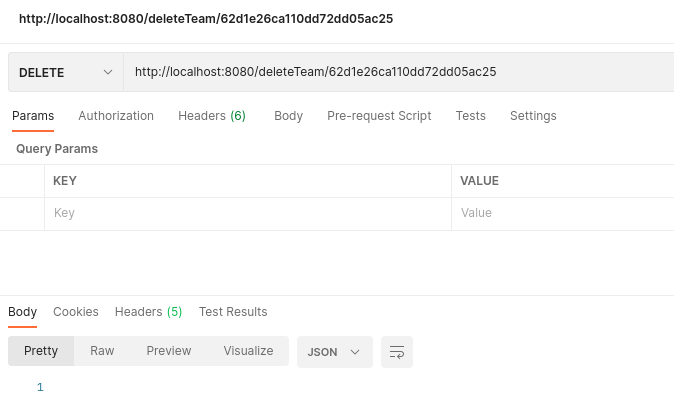 http://localhost:8080/deleteTeam/62d1e26ca110dd72dd05ac25
DELETE http://localhost:8080/deleteTeam/62d1e26ca110dd72dd05ac25
Params Authorization Headers (6) Body Pre-request Script Tests Settings
Query Params
KEY VALUE
Key Value
Body Cookies Headers (5) Test Results
Pretty Raw Preview Visualize JSON
1